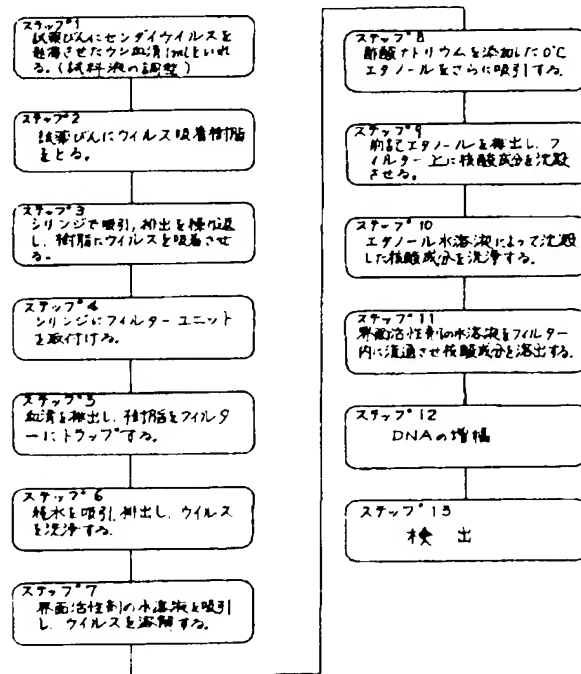 ステップ1
試薬びんにセンダイウイルスを
懸濁させたウシ血清1mlをいれ
る。(試料液の調整)
ステップ2
試薬びんにウィルス吸着樹脂
をとる。
ステップ3
シリンジで吸引,排出を繰り返
し、樹脂にウィルスを吸着させ
る。
ステップ4
シリンジにフィルターユニット
を取付ける。
ステップ5
血清を排出し、樹脂をフィルタ
ーにトラップする。
ステップ6
純水を吸引,排出し、ウイルス
を洗浄する。
ステップ7
界面活性剤の水溶液を吸引
し、ウイルスを溶解する。
ステップ8
酢酸ナトリウムを添加した0℃
エタノールをさらに吸引する。
ステップ9
前記エタノールを排出し、フ
ィルター上に核酸成分を沈殿
させる。
ステップ10
エタノール水溶液によって沈殿
した核酸成分を洗浄する。
ステップ11
界面活性剤の水溶液をフィルター
内に流通させ核酸成分を溶出する。
ステップ12
DNAの増幅
ステップ13
検出